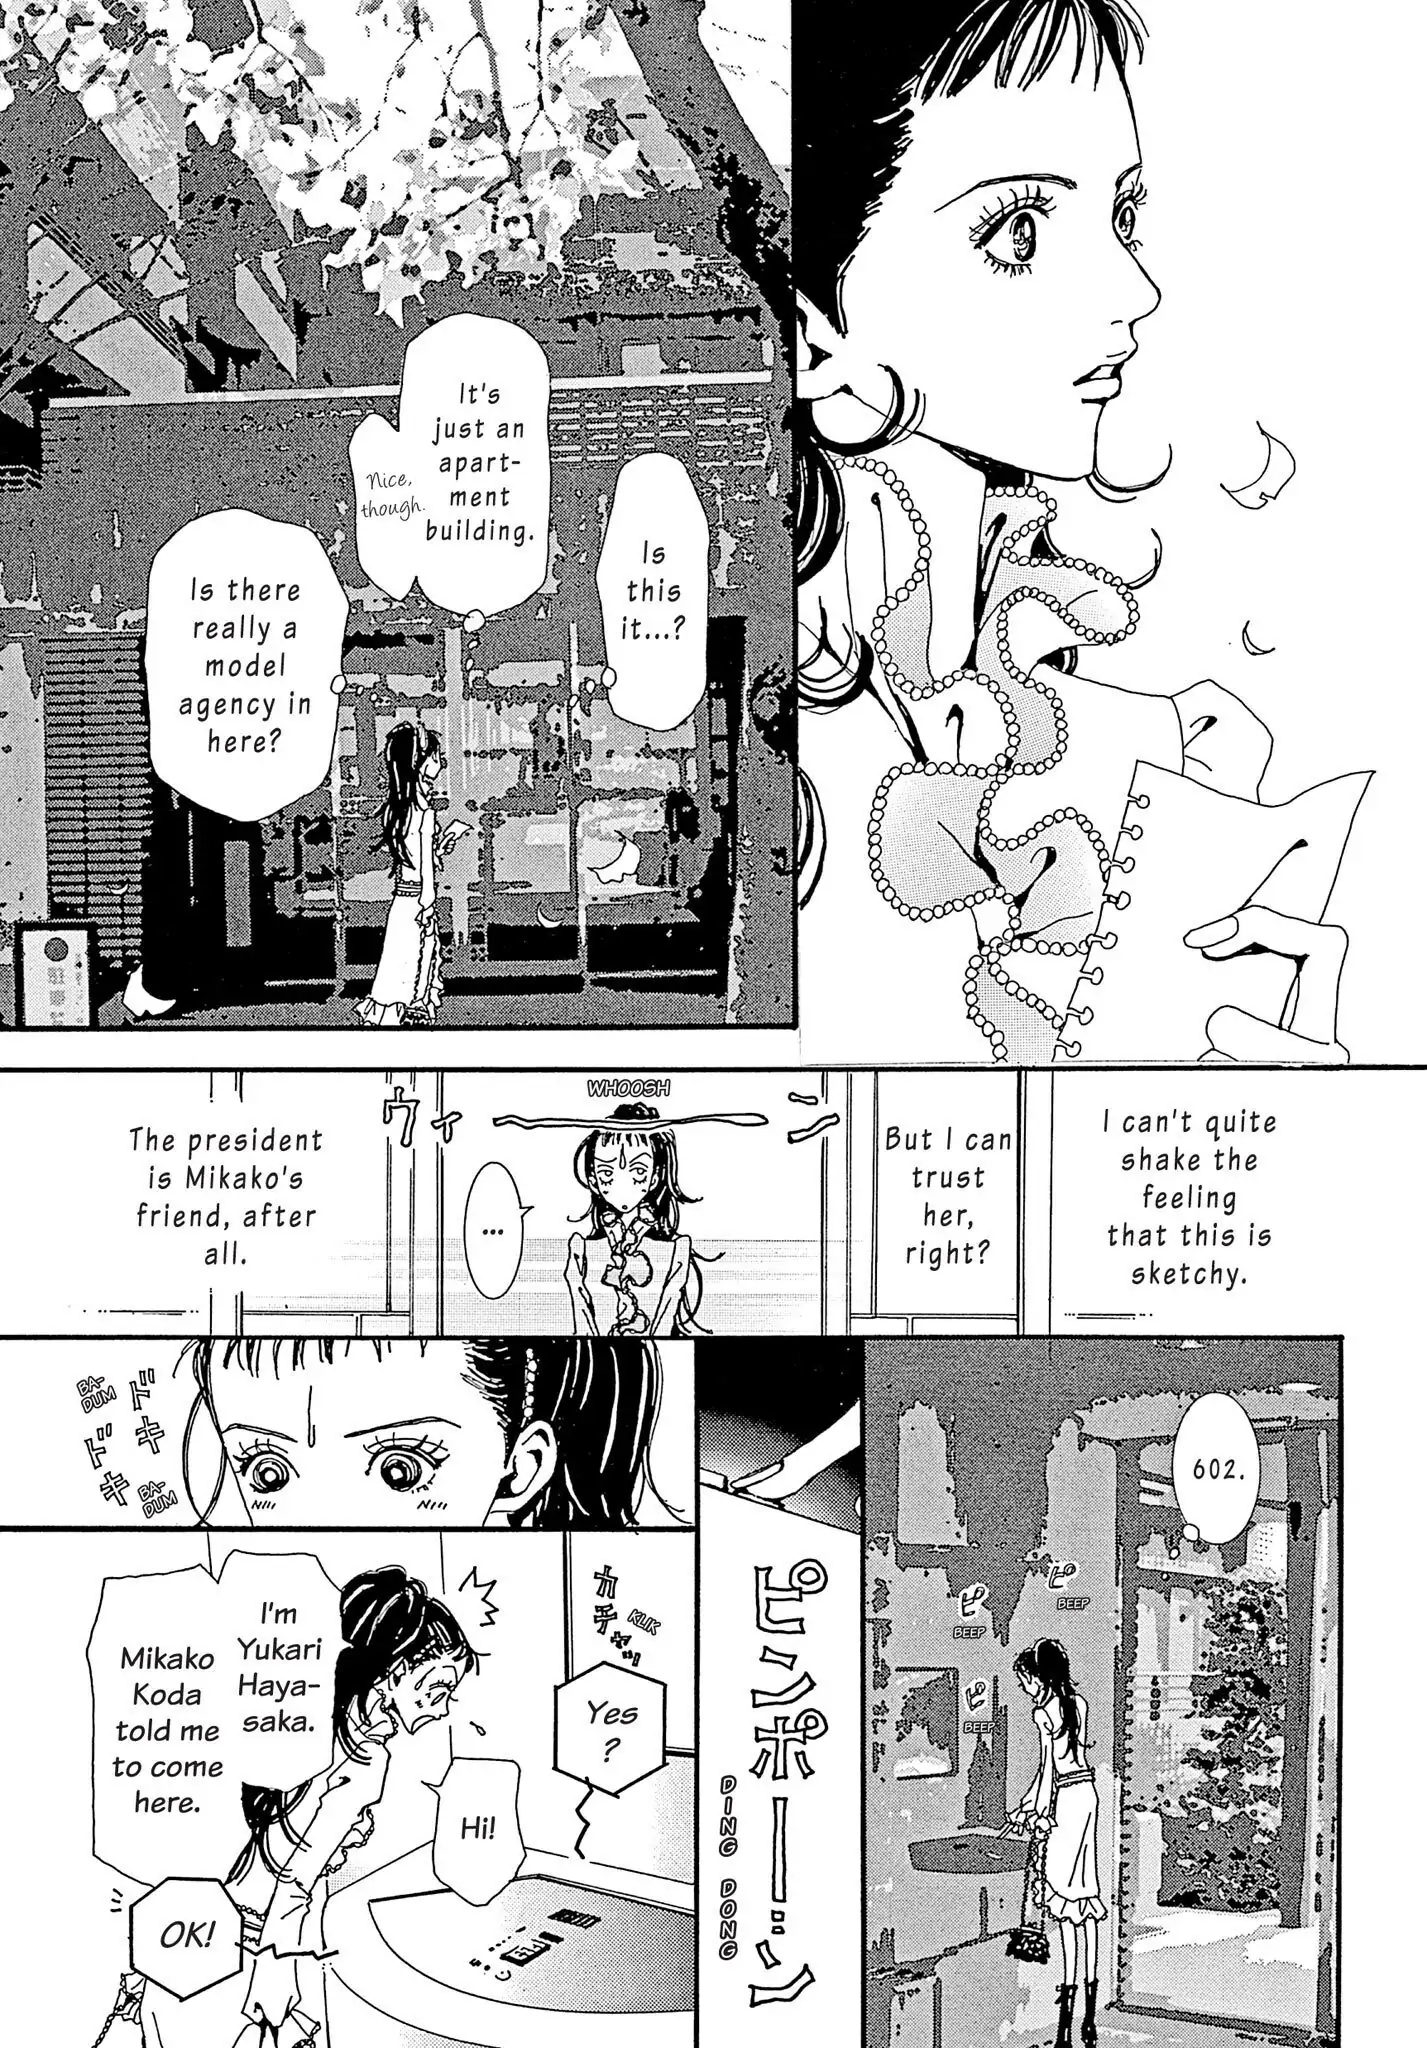 Is
this
it...?
It's
just an
apart-
ment
building.
Nice,
though.
Is there
really a
model
agency in
here?
I can't quite
shake the
feeling
that this is
sketchy.
But I can
trust
her,
right?
WHOOSH
ウィーン
...
The president
is Mikako's
friend, after
all.
602.
ピ
BEEP
ピ
BEEP
ピ
BEEP
ピンポーン
DING DONG
ドキ
BA-
DUM
ドキ
BA-
DUM
カチャッ
KLIK
Yes
?
Hi!
I'm
Yukari
Haya-
saka.
Mikako
Koda
told me
to come
here.
OK!